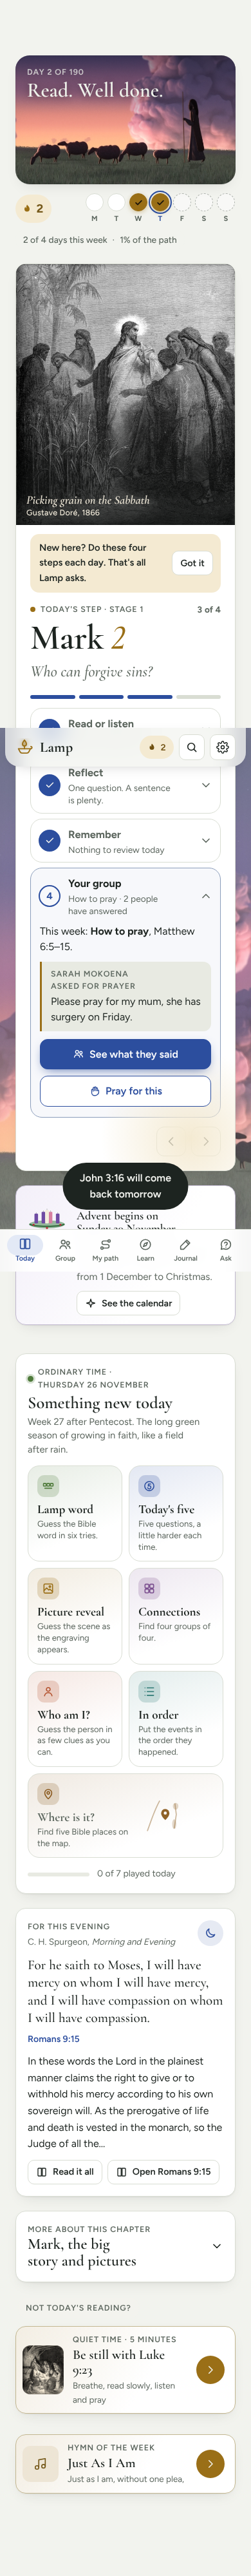 DAY 2 OF 190
Read. Well done.
2
M T W T F S S
2 of 4 days this week · 1% of the path
Picking grain on the Sabbath
Gustave Doré, 1866
New here? Do these four
steps each day. That's all
Lamp asks.
Got it
TODAY'S STEP · STAGE 1
3 of 4
Mark 2
Who can forgive sins?
Read or listen
Lamp
2
Reflect
One question. A sentence
is plenty.
Remember
Nothing to review today
4
Your group
How to pray · 2 people
have answered
This week: How to pray, Matthew
6:5–15.
SARAH MOKOENA
ASKED FOR PRAYER
Please pray for my mum, she has
surgery on Friday.
See what they said
Pray for this
John 3:16 will come
back tomorrow
Advent begins on
Sunday 29 November
Today
Group
My path
Learn
Journal
Ask
from 1 December to Christmas.
See the calendar
ORDINARY TIME ·
THURSDAY 26 NOVEMBER
Something new today
Week 27 after Pentecost. The long green
season of growing in faith, like a field
after rain.
Lamp word
Guess the Bible
word in six tries.
Today's five
Five questions, a
little harder each
time.
Picture reveal
Guess the scene as
the engraving
appears.
Connections
Find four groups of
four.
Who am I?
Guess the person in
as few clues as you
can.
In order
Put the events in
the order they
happened.
Where is it?
Find five Bible places on
the map.
0 of 7 played today
FOR THIS EVENING
C. H. Spurgeon, Morning and Evening
For he saith to Moses, I will have
mercy on whom I will have mercy,
and I will have compassion on whom
I will have compassion.
Romans 9:15
In these words the Lord in the plainest
manner claims the right to give or to
withhold his mercy according to his own
sovereign will. As the prerogative of life
and death is vested in the monarch, so the
Judge of all the…
Read it all
Open Romans 9:15
MORE ABOUT THIS CHAPTER
Mark, the big
story and pictures
NOT TODAY'S READING?
QUIET TIME · 5 MINUTES
Be still with Luke
9:23
Breathe, read slowly, listen
and pray
HYMN OF THE WEEK
Just As I Am
Just as I am, without one plea,